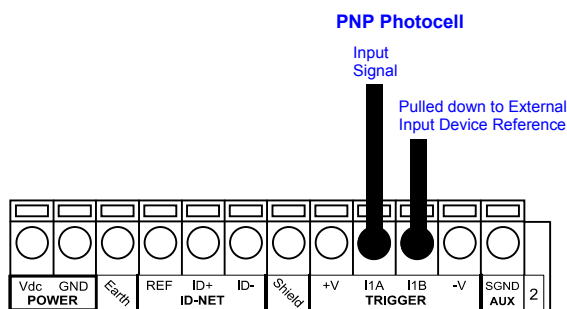 PNP Photocell
Input
Signal
Pulled down to External
Input Device Reference
Vdc GND Earth REF ID+ ID- Shield +V I1A I1B -V SGND 2
POWER ID-NET TRIGGER AUX